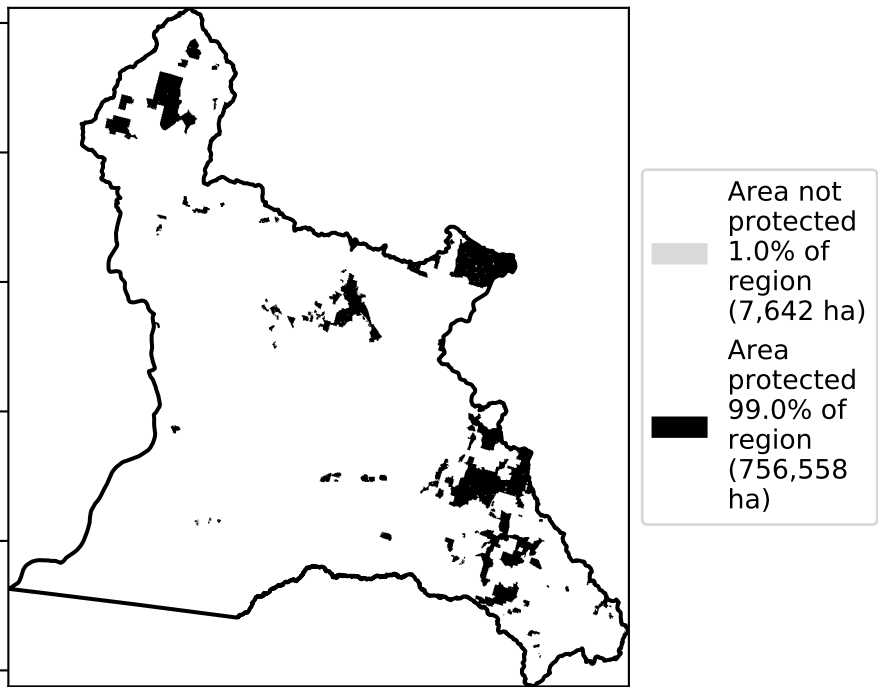 Area not
protected
1.0% of
region
(7,642 ha)
Area
protected
99.0% of
region
(756,558
ha)